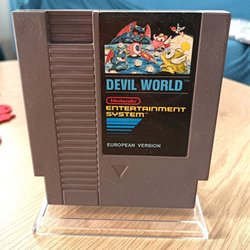 DEVIL WORLD
Nintendo
ENTERTAINMENT
SYSTEM
EUROPEAN VERSION